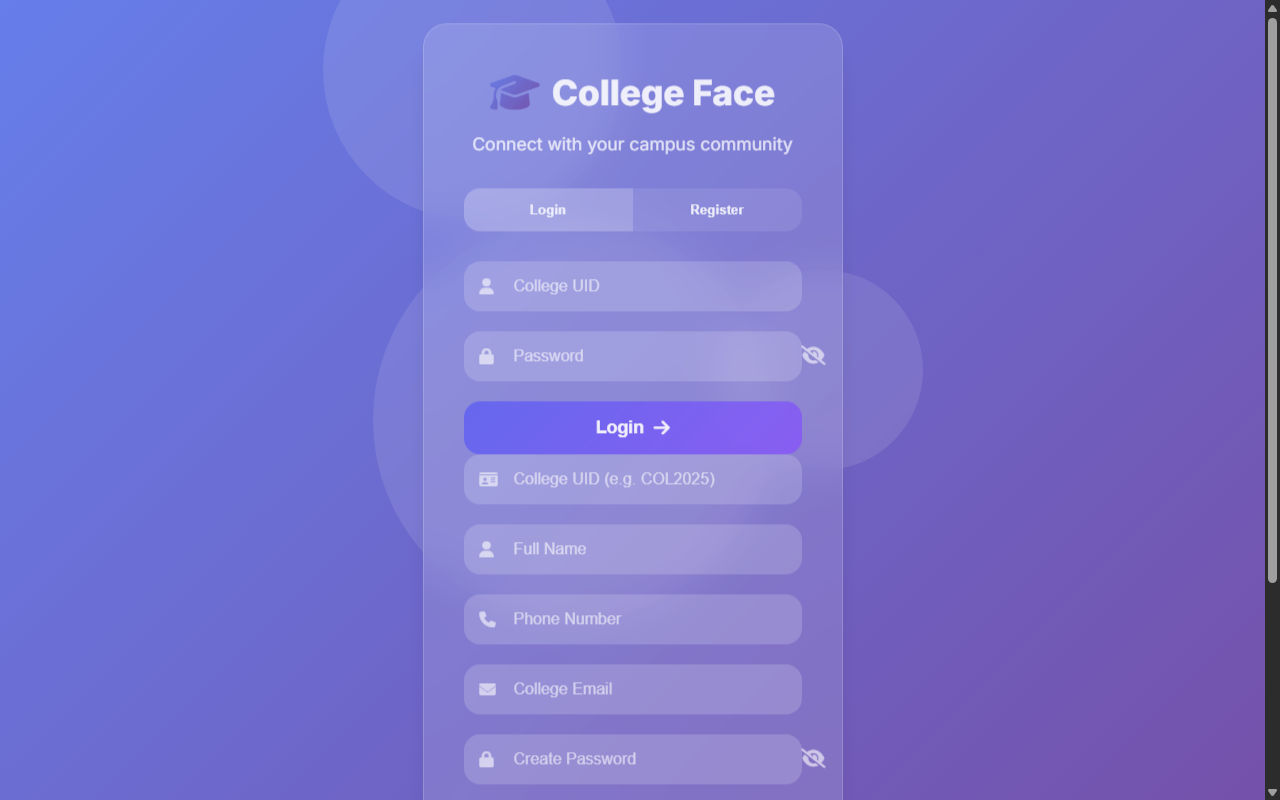 College Face
Connect with your campus community
Login Register
College UID
Password
Login
College UID (e.g. COL2025)
Full Name
Phone Number
College Email
Create Password